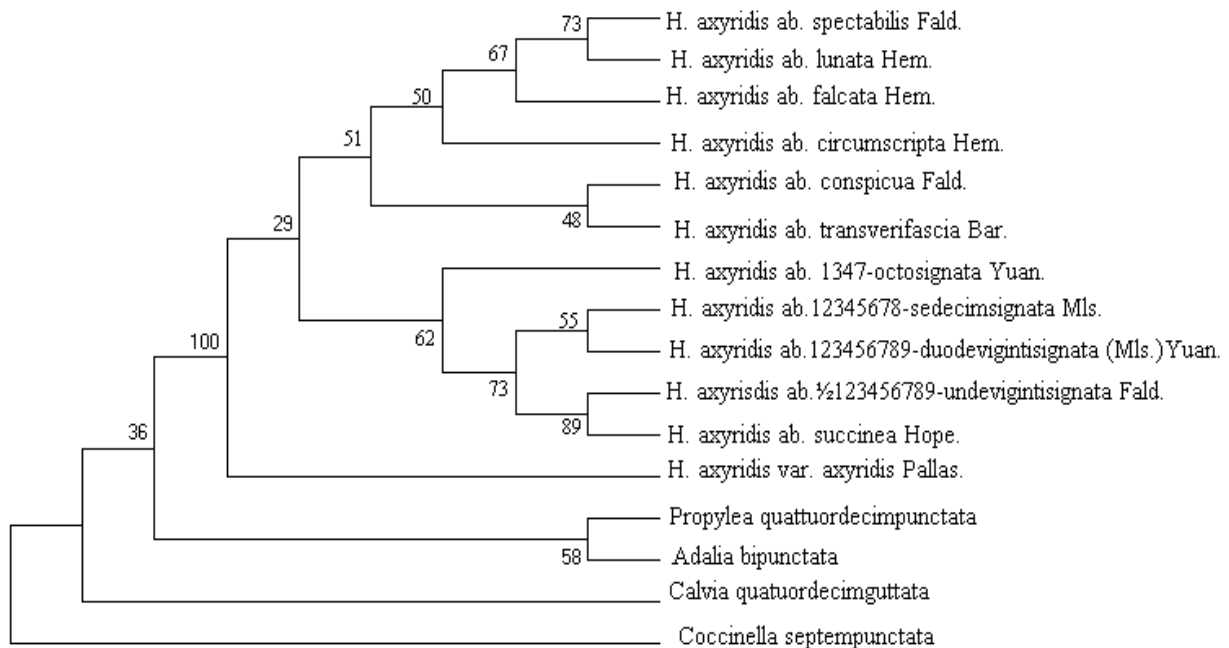 73
H. axyridis ab. spectabilis Fald.
67
H. axyridis ab. lunata Hem.
50
H. axyridis ab. falcata Hem.
51
H. axyridis ab. circumscripta Hem.
H. axyridis ab. conspicua Fald.
29
48
H. axyridis ab. transverifascia Bar.
H. axyridis ab. 1347-octosignata Yuan.
100
62
55
H. axyridis ab.12345678-sedecimsignata Mls.
H. axyridis ab.123456789-duodevigintisignata (Mls.)Yuan.
73
H. axyrisdis ab.½123456789-undevigintisignata Fald.
36
89
H. axyridis ab. succinea Hope.
H. axyridis var. axyridis Pallas.
Propylea quattuordecimpunctata
58
Adalia bipunctata
Calvia quatuordecimguttata
Coccinella septempunctata